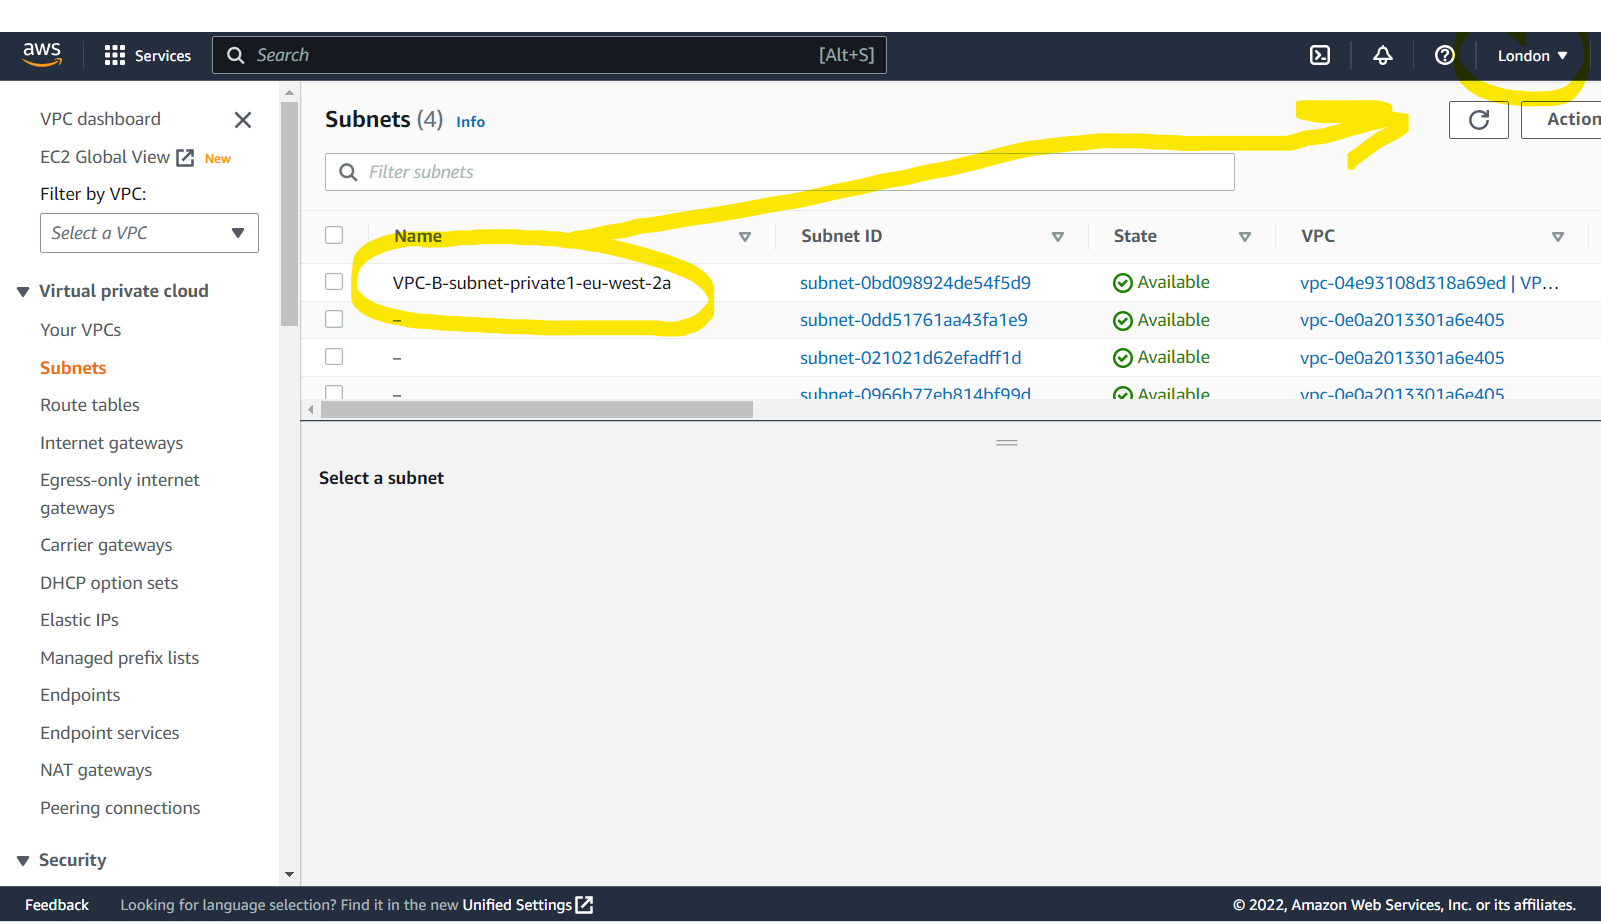 aws
Services
Search
[Alt+S]
London
VPC dashboard
EC2 Global View New
Filter by VPC:
Select a VPC
Virtual private cloud
Your VPCs
Subnets
Route tables
Internet gateways
Egress-only internet
gateways
Carrier gateways
DHCP option sets
Elastic IPs
Managed prefix lists
Endpoints
Endpoint services
NAT gateways
Peering connections
Security
Subnets (4) Info
Action
Filter subnets
Name Subnet ID State VPC
VPC-B-subnet-private1-eu-west-2a subnet-0bd098924de54f5d9 Available vpc-04e93108d318a69ed | VP...
– subnet-0dd51761aa43fa1e9 Available vpc-0e0a2013301a6e405
– subnet-021021d62efadff1d Available vpc-0e0a2013301a6e405
– subnet-0966b77eb814bf99d Available vpc-0e0a2013301a6e405
Select a subnet
Feedback Looking for language selection? Find it in the new Unified Settings © 2022, Amazon Web Services, Inc. or its affiliates.